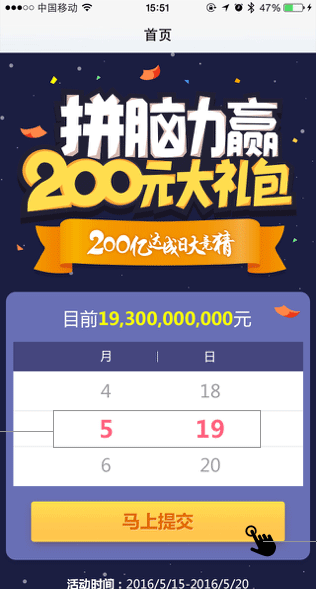 中国移动 15:51 47%
首页
拼脑力赢
200元大礼包
200亿达成日大竞猜
目前19,300,000,000元
月 | 日
4 18
5 19
6 20
马上提交
活动时间：2016/5/15-2016/5/20